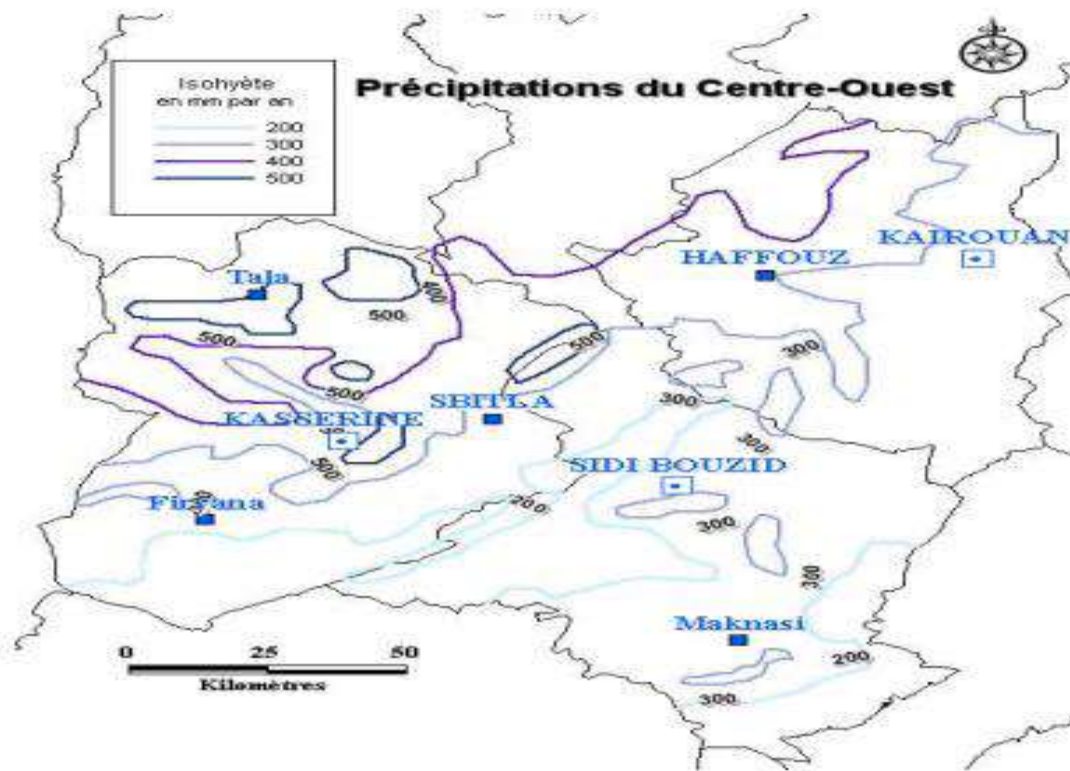 Isohyète
en mm par an
200
300
400
500
Précipitations du Centre-Ouest
KAIROUAN
HAFFOUZ
Tala
400
500
500
500
300
500
SBITLA
300
KASSERINE
300
500
SIDI BOUZID
Firyana
200
300
300
Maknasi
200
300
0 25 50
Kilomètres